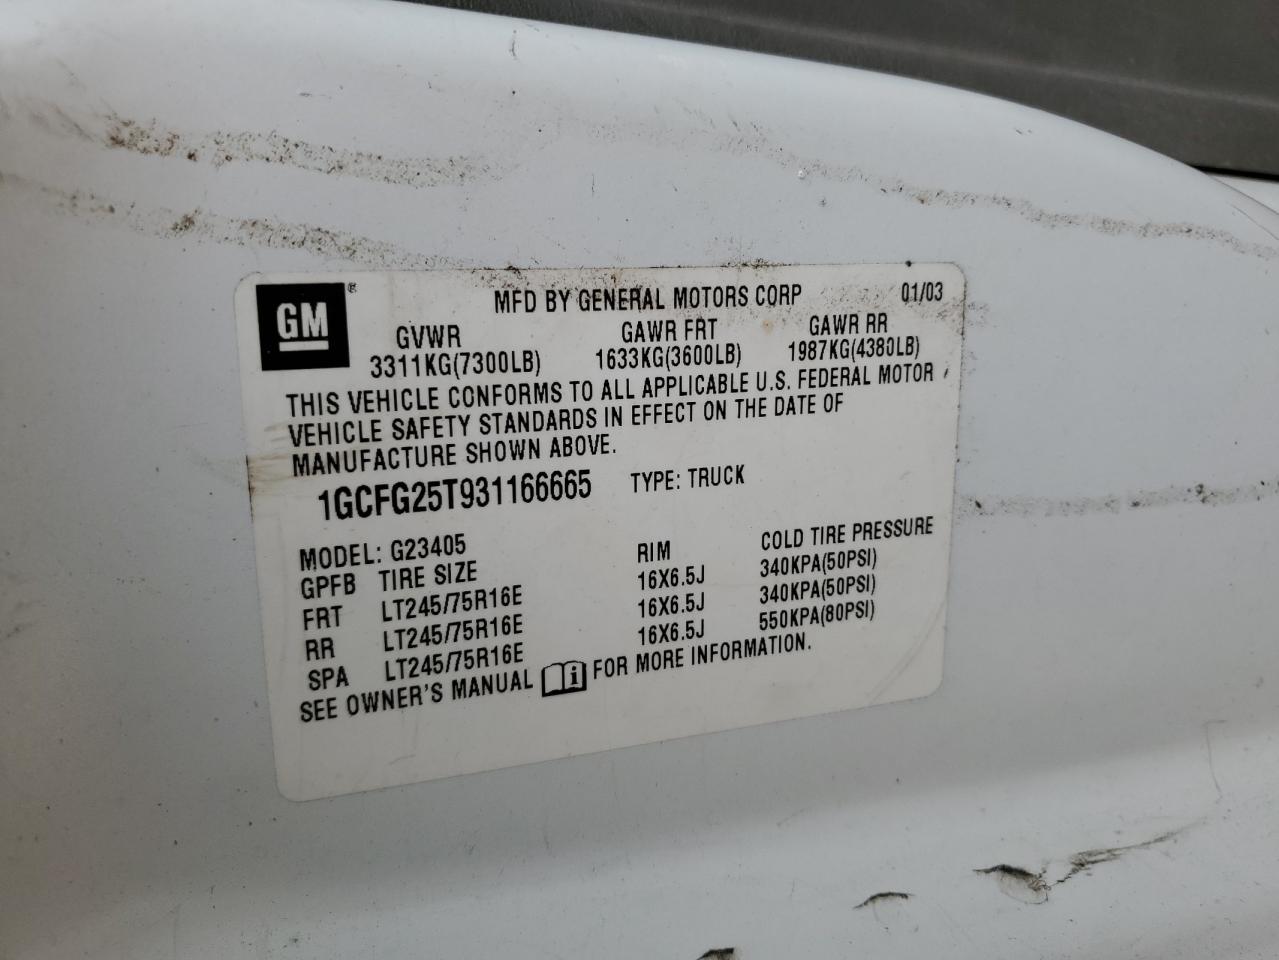 GM ® MFD BY GENERAL MOTORS CORP 01/03
GVWR GAWR FRT GAWR RR
3311KG(7300LB) 1633KG(3600LB) 1987KG(4380LB)
THIS VEHICLE CONFORMS TO ALL APPLICABLE U.S. FEDERAL MOTOR
VEHICLE SAFETY STANDARDS IN EFFECT ON THE DATE OF
MANUFACTURE SHOWN ABOVE.
1GCFG25T931166665 TYPE: TRUCK
MODEL: G23405
GPFB TIRE SIZE RIM COLD TIRE PRESSURE
FRT LT245/75R16E 16X6.5J 340KPA(50PSI)
RR LT245/75R16E 16X6.5J 340KPA(50PSI)
SPA LT245/75R16E 16X6.5J 550KPA(80PSI)
SEE OWNER'S MANUAL i FOR MORE INFORMATION.